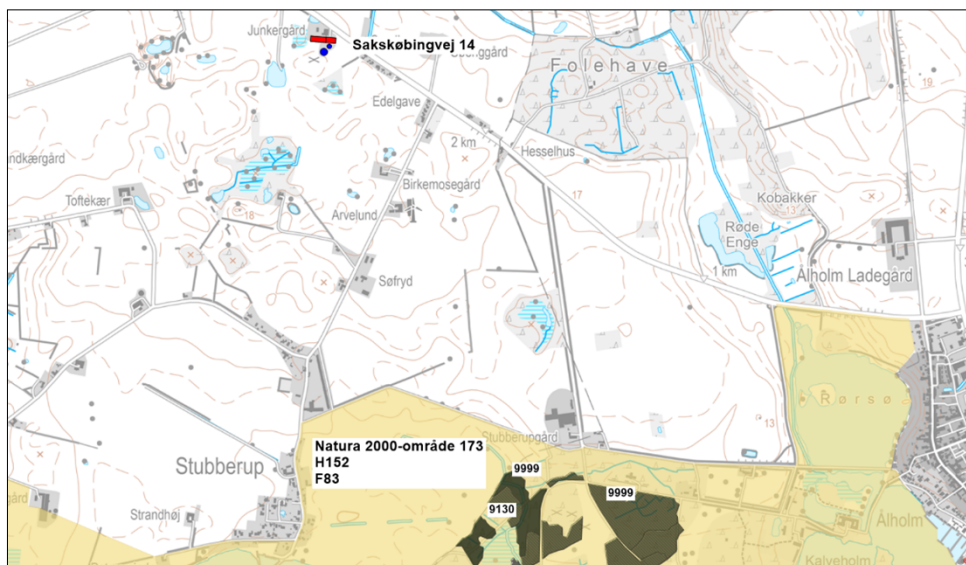 Junkergård
Sakskøbingvej 14
Folehave
19
Edelgave
2 km
Hesselhus
Birkemosegård
17
Kobakker
13
Toftekær
Arvelund
18
Røde
Enge
Ålholm Ladegård
1 km
Søfryd
Rørsø
13
Natura 2000-område 173
H152
F83
Stubberupgård
Stubberup
9999
9999
9130
Strandhøj
Ålholm
Kalveholm